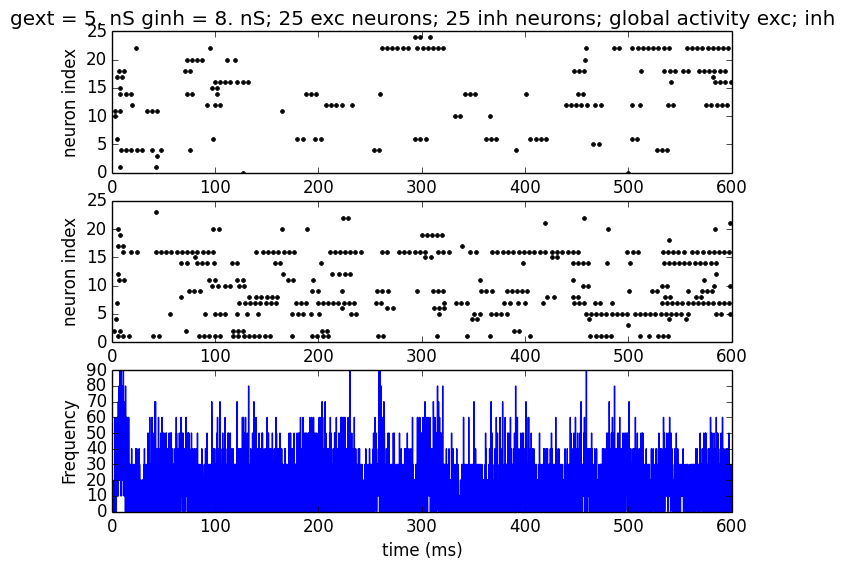 gext = 5. nS ginh = 8. nS; 25 exc neurons; 25 inh neurons; global activity exc; inh
25
20
15
10
5
0
neuron index
0 100 200 300 400 500 600
25
20
15
10
5
0
neuron index
0 100 200 300 400 500 600
90
80
70
60
50
40
30
20
10
0
Frequency
0 100 200 300 400 500 600
time (ms)